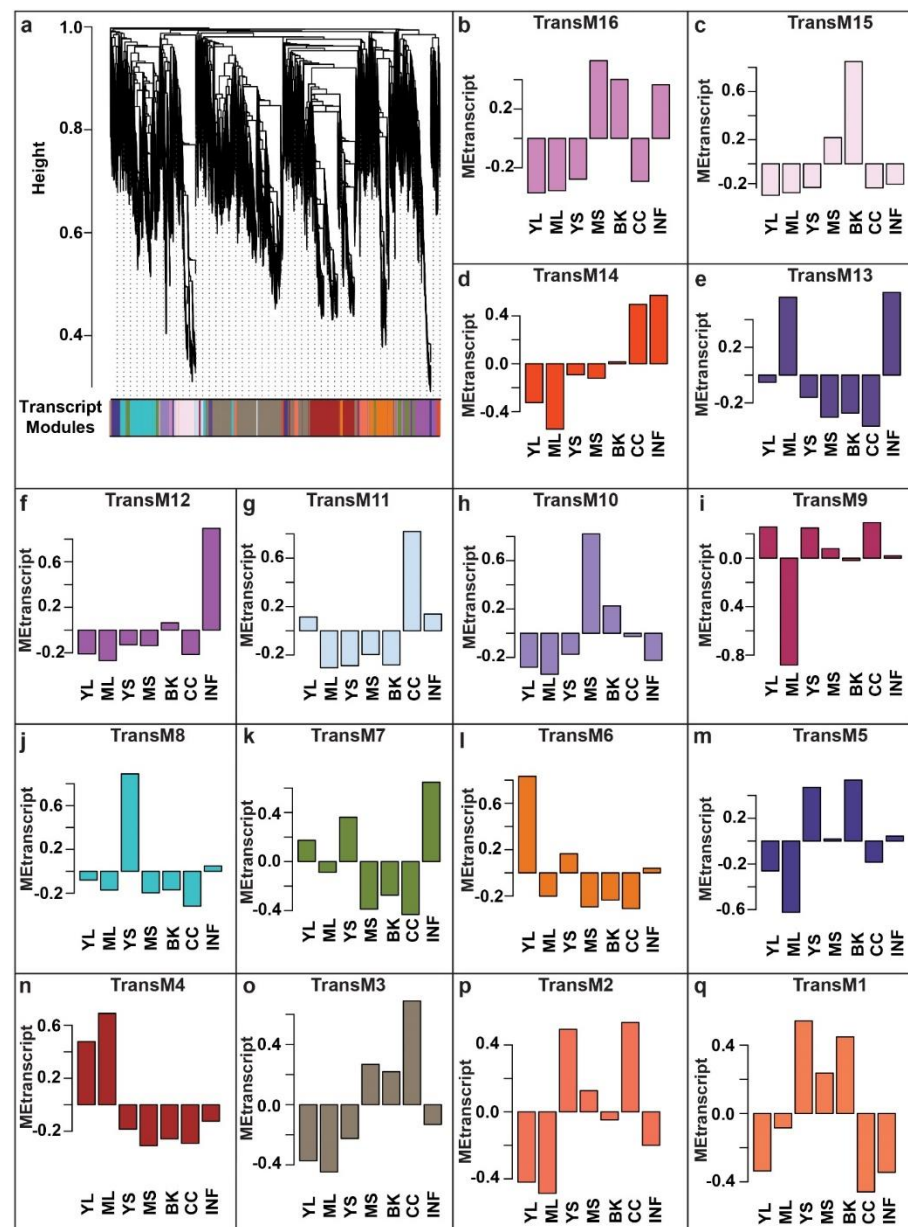 a
1.0
0.8
0.6
0.4
Height
Transcript
Modules
b
TransM16
MEtranscript
0.2
-0.2
YL ML YS MS BK CC INF
c
TransM15
MEtranscript
0.6
0.2
-0.2
YL ML YS MS BK CC INF
d
TransM14
MEtranscript
0.4
0.0
-0.4
YL ML YS MS BK CC INF
e
TransM13
MEtranscript
0.2
-0.2
YL ML YS MS BK CC INF
f
TransM12
MEtranscript
0.6
0.2
-0.2
YL ML YS MS BK CC INF
g
TransM11
MEtranscript
0.6
0.2
-0.2
YL ML YS MS BK CC INF
h
TransM10
MEtranscript
0.6
0.2
-0.2
YL ML YS MS BK CC INF
i
TransM9
MEtranscript
0.0
0.4
-0.8
YL ML YS MS BK CC INF
j
TransM8
MEtranscript
0.6
0.2
-0.2
YL ML YS MS BK CC INF
k
TransM7
MEtranscript
0.4
0.0
-0.4
YL ML YS MS BK CC INF
l
TransM6
MEtranscript
0.6
0.2
-0.2
YL ML YS MS BK CC INF
m
TransM5
MEtranscript
0.2
-0.2
-0.6
YL ML YS MS BK CC INF
n
TransM4
MEtranscript
0.6
0.2
-0.2
YL ML YS MS BK CC INF
o
TransM3
MEtranscript
0.4
0.0
-0.4
YL ML YS MS BK CC INF
p
TransM2
MEtranscript
0.4
0.0
-0.4
YL ML YS MS BK CC INF
q
TransM1
MEtranscript
0.4
0.0
-0.4
YL ML YS MS BK CC INF